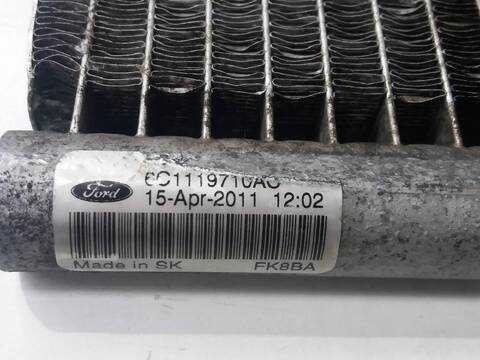 Ford
6C1119710AC
15-Apr-2011 12:02
Made in SK FK8BA